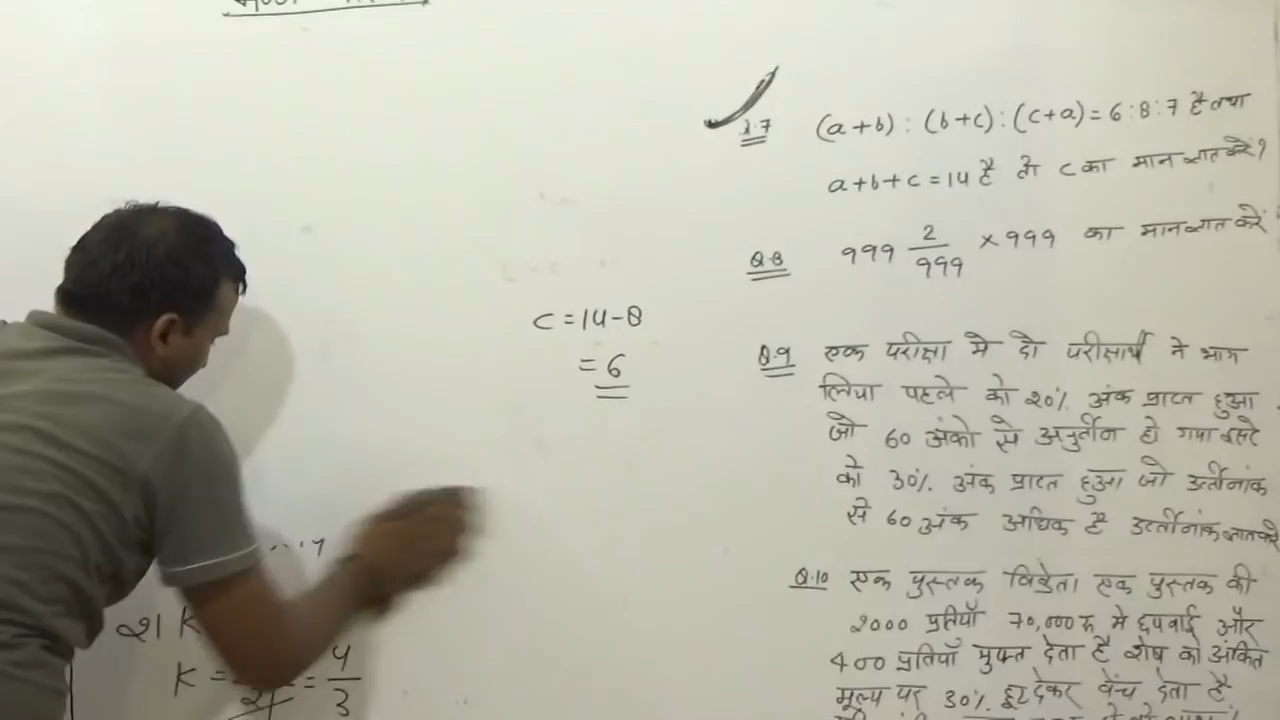 C = 14 - 8
= 6
21 K
K = = 4/3
Q.7 (a+b) : (b+c) : (c+a) = 6 : 8 : 7 है तथा
a+b+c = 14 है तो c का मान ज्ञात करें?
Q.8 999 2/999 × 999 का मान ज्ञात करें
Q.9 एक परीक्षा मे दो परीक्षार्थी ने भाग
लिया पहले को 20% अंक प्राप्त हुआ
जो 60 अंको से अनुर्तीन हो गया दूसरे
को 30% अंक प्राप्त हुआ जो उर्त्तीनांक
से 60 अंक अधिक है उर्त्तीनांक ज्ञात करें
Q.10 एक पुस्तक विक्रेता एक पुस्तक की
2000 प्रतियाँ 70,000 रू मे छपवाई और
400 प्रतियाँ मुफ्त देता है शेष को अंकित
मूल्य पर 30% छूट देकर बेंच देता है